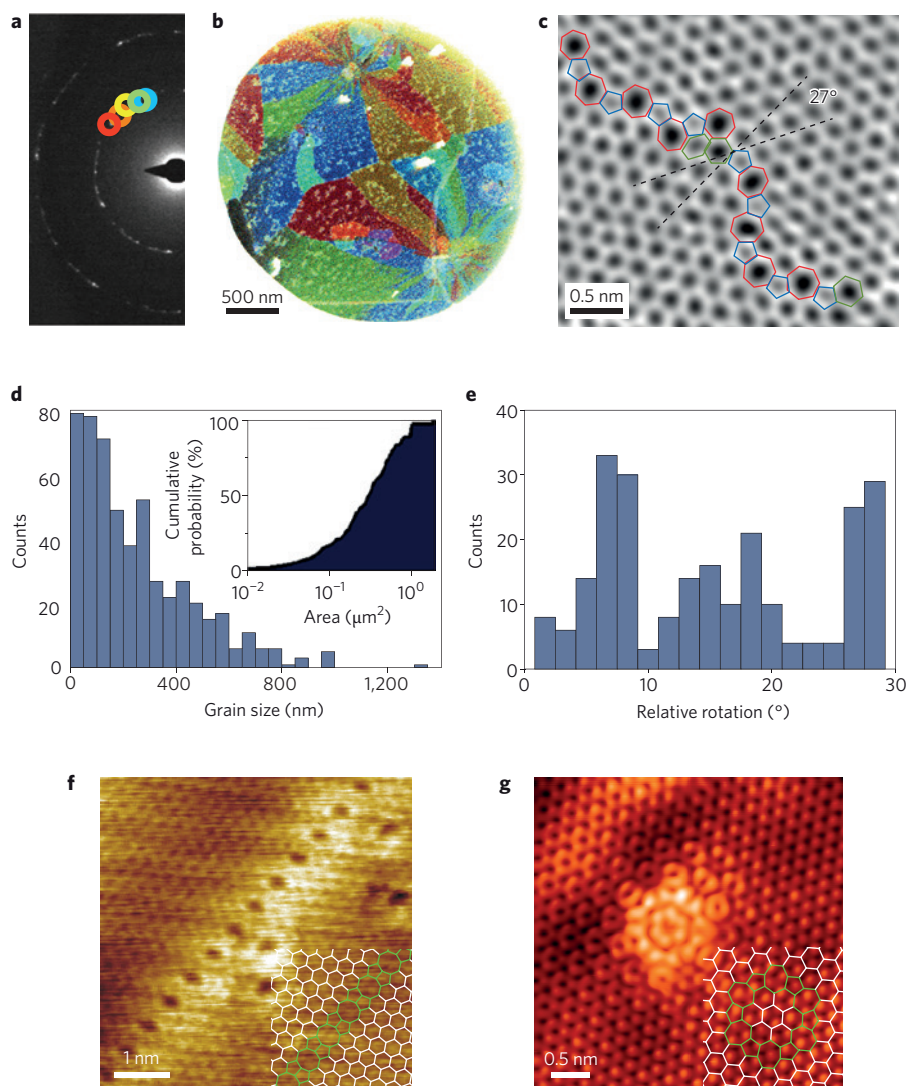 a
b
c
500 nm
27°
0.5 nm
d
80
60
40
20
0
Counts
0
400
800
1,200
Grain size (nm)
100
50
0
Cumulative
probability (%)
10⁻²
10⁻¹
10⁰
Area (μm²)
e
40
30
20
10
0
Counts
0
10
20
30
Relative rotation (°)
f
1 nm
g
0.5 nm